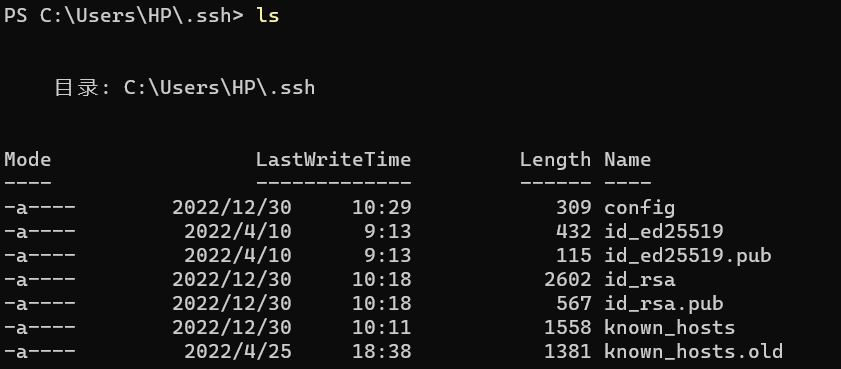 PS C:\Users\HP\.ssh> ls
目录: C:\Users\HP\.ssh
Mode LastWriteTime Length Name
---- ------------- ------ ----
-a---- 2022/12/30 10:29 309 config
-a---- 2022/4/10 9:13 432 id_ed25519
-a---- 2022/4/10 9:13 115 id_ed25519.pub
-a---- 2022/12/30 10:18 2602 id_rsa
-a---- 2022/12/30 10:18 567 id_rsa.pub
-a---- 2022/12/30 10:11 1558 known_hosts
-a---- 2022/4/25 18:38 1381 known_hosts.old